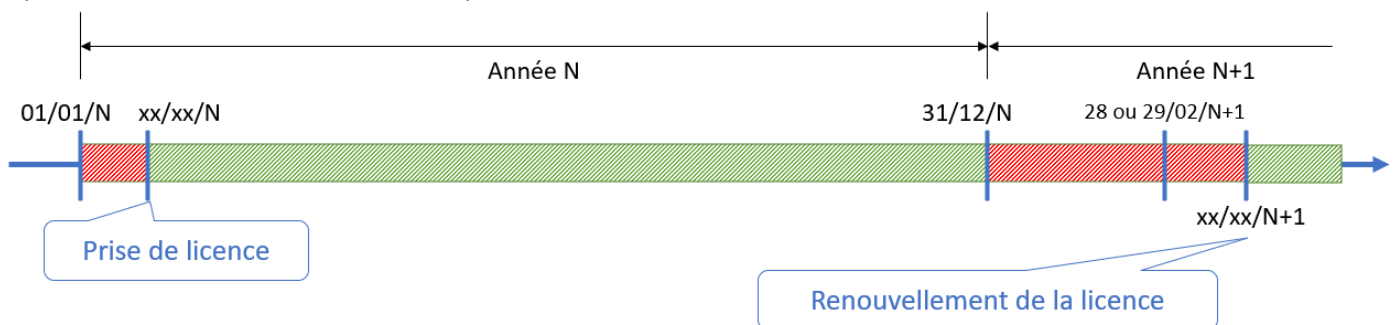 Année N
Année N+1
01/01/N
xx/xx/N
31/12/N
28 ou 29/02/N+1
xx/xx/N+1
Prise de licence
Renouvellement de la licence